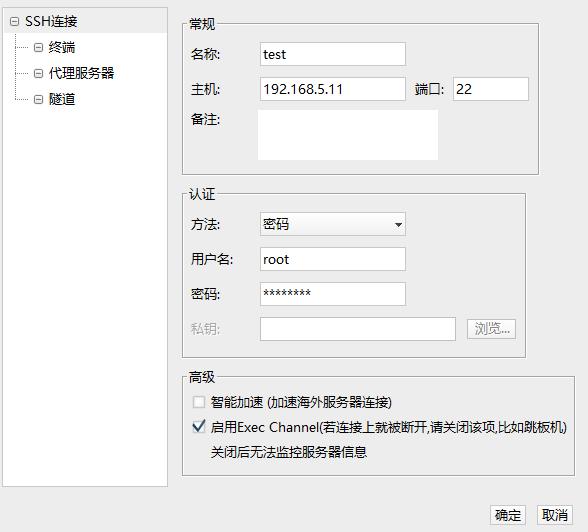 SSH连接
终端
代理服务器
隧道
常规
名称: test
主机: 192.168.5.11 端口: 22
备注:
认证
方法: 密码
用户名: root
密码: ********
私钥: 浏览...
高级
智能加速 (加速海外服务器连接)
启用Exec Channel(若连接上就被断开,请关闭该项,比如跳板机)
关闭后无法监控服务器信息
确定 取消